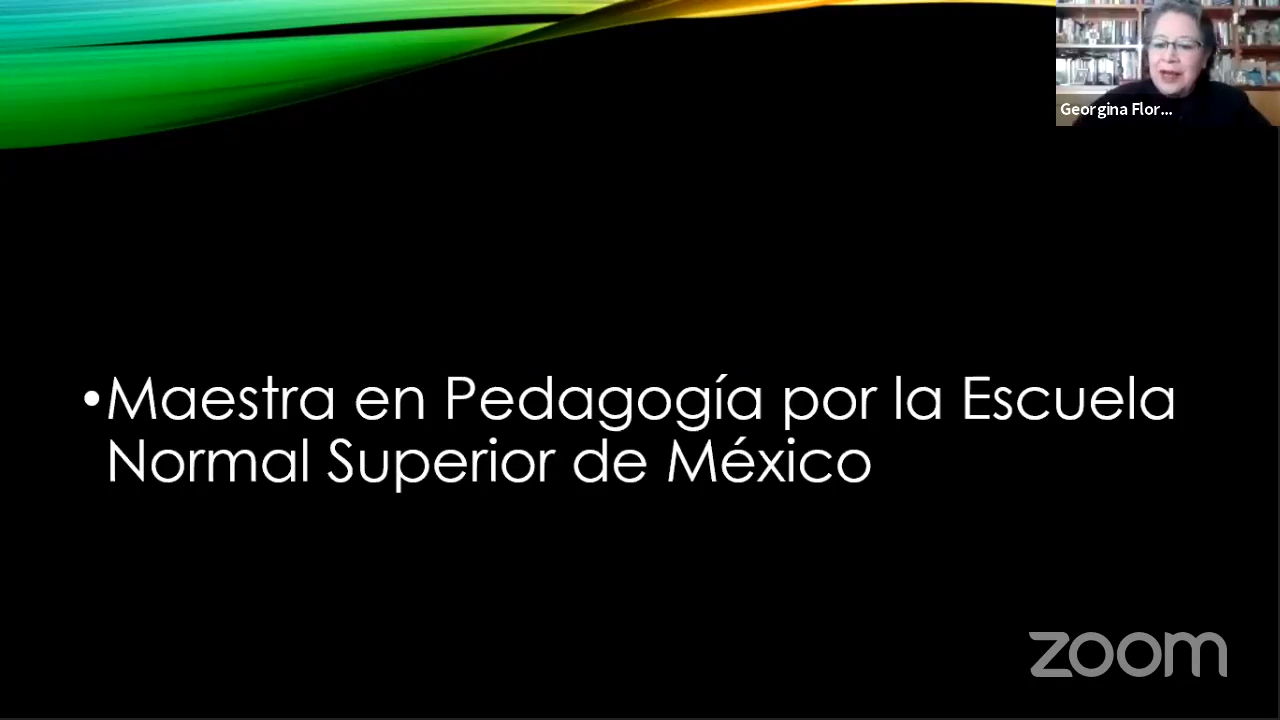 Georgina Flor...
•Maestra en Pedagogía por la Escuela
Normal Superior de México
zoom